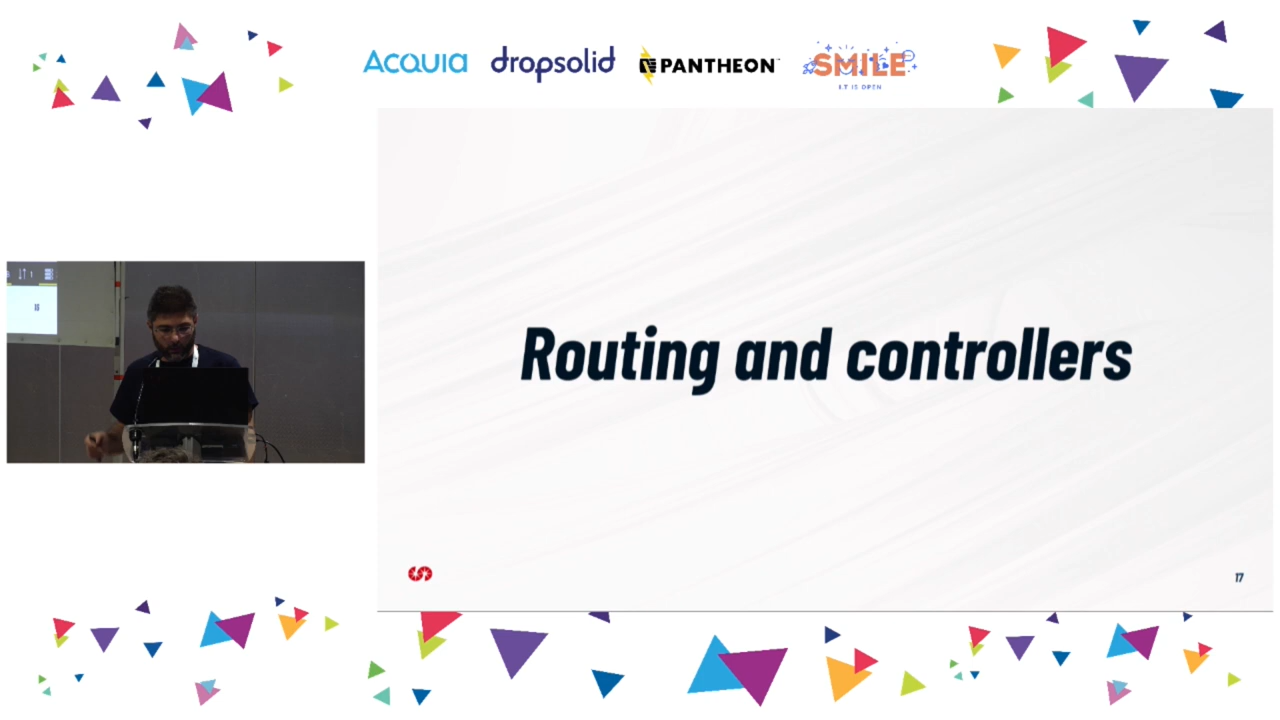 ACQUIA
dropsolid
PANTHEON
SMILE
I.T IS OPEN
Routing and controllers
17